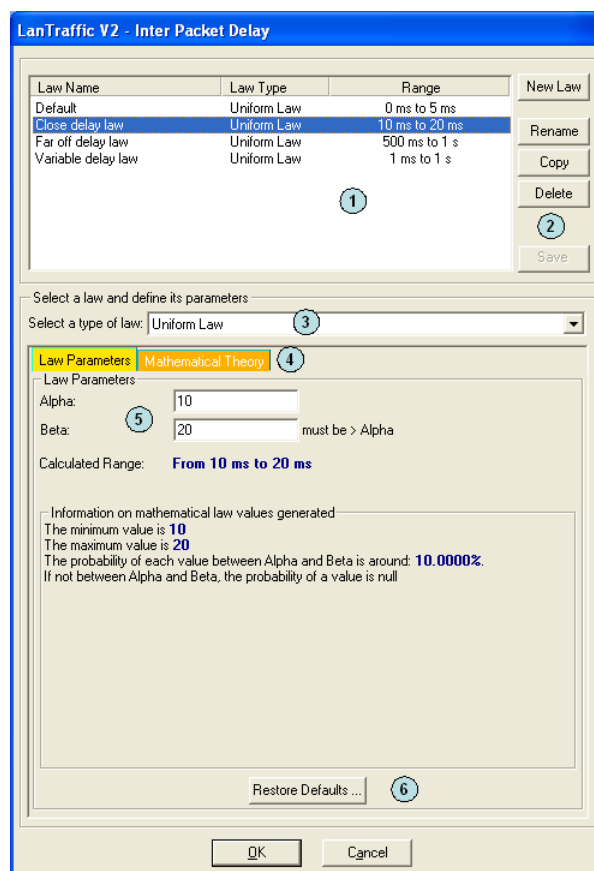 LanTraffic V2 - Inter Packet Delay
Law Name Law Type Range New Law
Default Uniform Law 0 ms to 5 ms
Close delay law Uniform Law 10 ms to 20 ms Rename
Far off delay law Uniform Law 500 ms to 1 s
Variable delay law Uniform Law 1 ms to 1 s Copy
Delete
1
2
Save
Select a law and define its parameters
Select a type of law: Uniform Law 3
Law Parameters Mathematical Theory 4
Law Parameters
Alpha: 10
5
Beta: 20 must be > Alpha
Calculated Range: From 10 ms to 20 ms
Information on mathematical law values generated
The minimum value is 10
The maximum value is 20
The probability of each value between Alpha and Beta is around: 10.0000%.
If not between Alpha and Beta, the probability of a value is null
Restore Defaults ... 6
OK Cancel